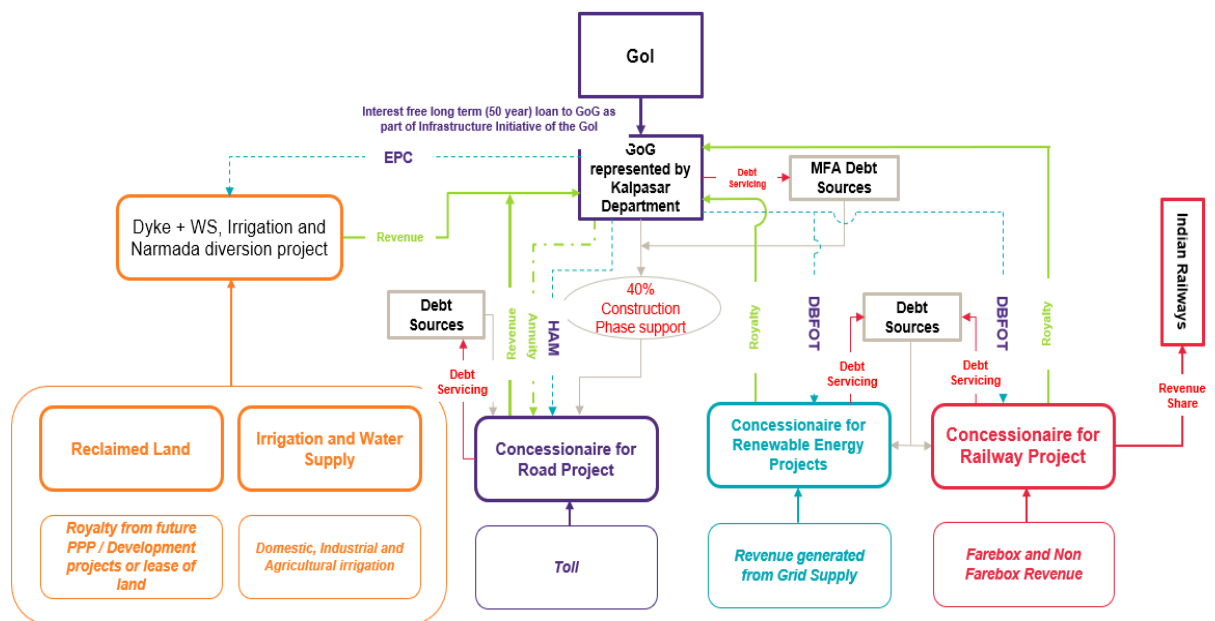 GoI
Interest free long term (50 year) loan to GoG as
part of Infrastructure Initiative of the GoI
EPC
GoG
represented by
Kalpasar
Department
Debt
Servicing
MFA Debt
Sources
Indian Railways
Dyke + WS, Irrigation and
Narmada diversion project
Revenue
40%
Construction
Phase support
Debt
Sources
Revenue
Annuity
HAM
Royalty
DBFOT
Debt
Sources
DBFOT
Royalty
Debt
Servicing
Debt
Servicing
Debt
Servicing
Revenue
Share
Reclaimed Land
Irrigation and Water
Supply
Concessionaire for
Road Project
Concessionaire for
Renewable Energy
Projects
Concessionaire for
Railway Project
Royalty from future
PPP / Development
projects or lease of
land
Domestic, Industrial and
Agricultural irrigation
Toll
Revenue generated
from Grid Supply
Farebox and Non
Farebox Revenue